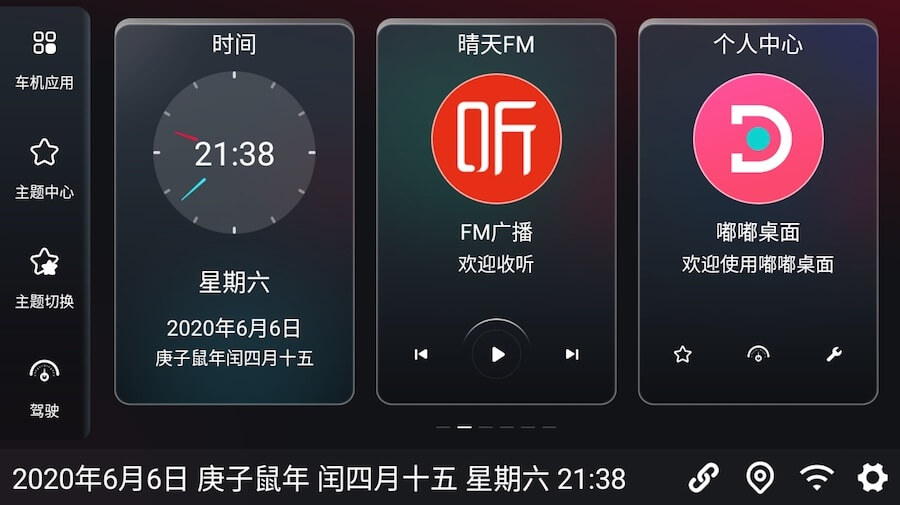 车机应用
主题中心
主题切换
驾驶
时间
21:38
星期六
2020年6月6日
庚子鼠年闰四月十五
晴天FM
听
FM广播
欢迎收听
个人中心
D
嘟嘟桌面
欢迎使用嘟嘟桌面
2020年6月6日 庚子鼠年 闰四月十五 星期六 21:38